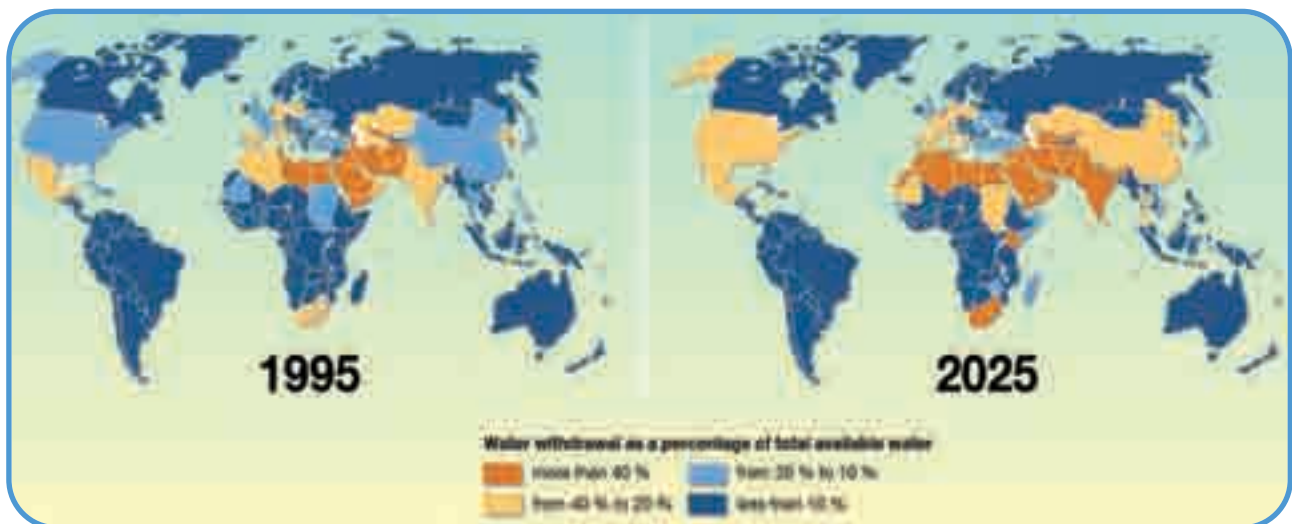 1995
2025
Water withdrawal as a percentage of total available water
more than 40 %
from 20 % to 10 %
from 40 % to 20 %
less than 10 %